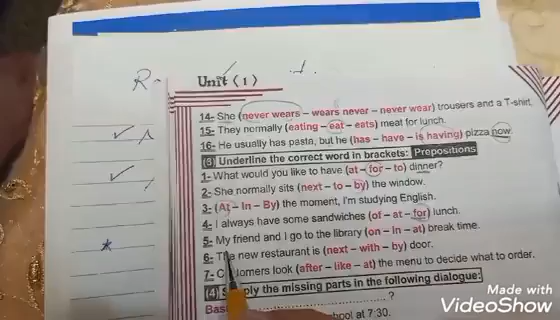 R
Unit (1)
14- She (never wears – wears never – never wear) trousers and a T-shirt.
15- They normally (eating – eat – eats) meat for lunch.
16- He usually has pasta, but he (has – have – is having) pizza now
(3) Underline the correct word in brackets: Prepositions
1- What would you like to have (at – for – to) dinner?
2- She normally sits (next – to – by) the window.
3- (At – In – By) the moment, I'm studying English.
4- I always have some sandwiches (of – at – for) lunch.
5- My friend and I go to the library (on – In – at) break time.
6- The new restaurant is (next – with – by) door.
7- Customers look (after – like – at) the menu to decide what to order.
(4) Supply the missing parts in the following dialogue:
?
at 7:30.
Made with
VideoShow